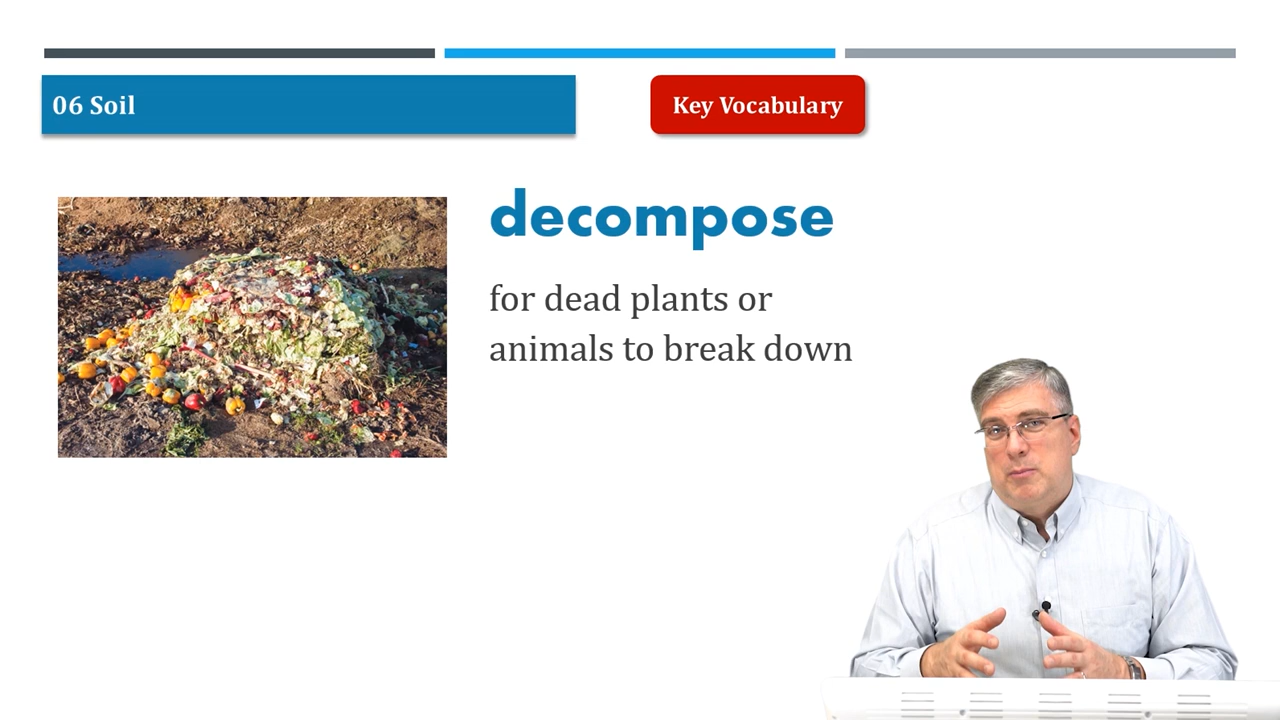 06 Soil
Key Vocabulary
decompose
for dead plants or
animals to break down